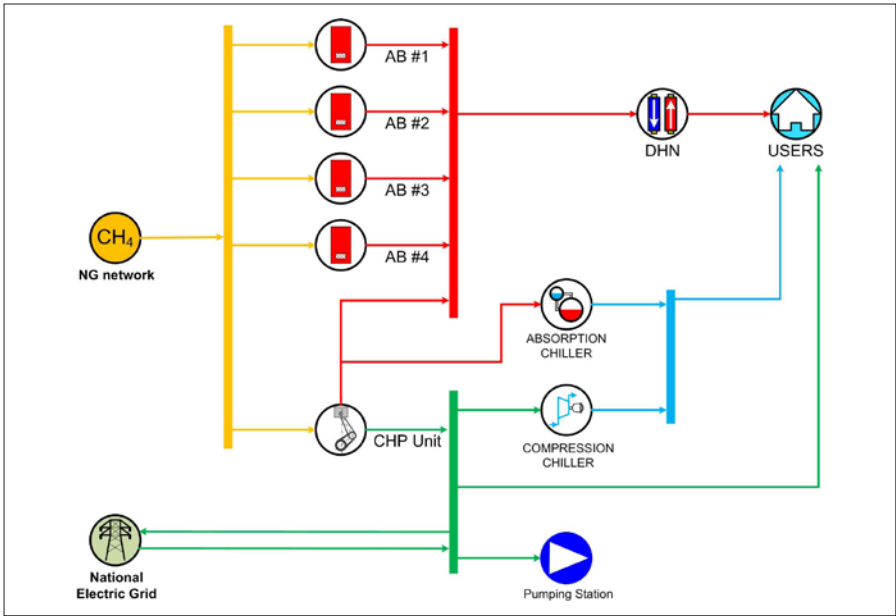 AB #1
AB #2
DHN
USERS
AB #3
CH4
NG network
AB #4
ABSORPTION
CHILLER
CHP Unit
COMPRESSION
CHILLER
National
Electric Grid
Pumping Station